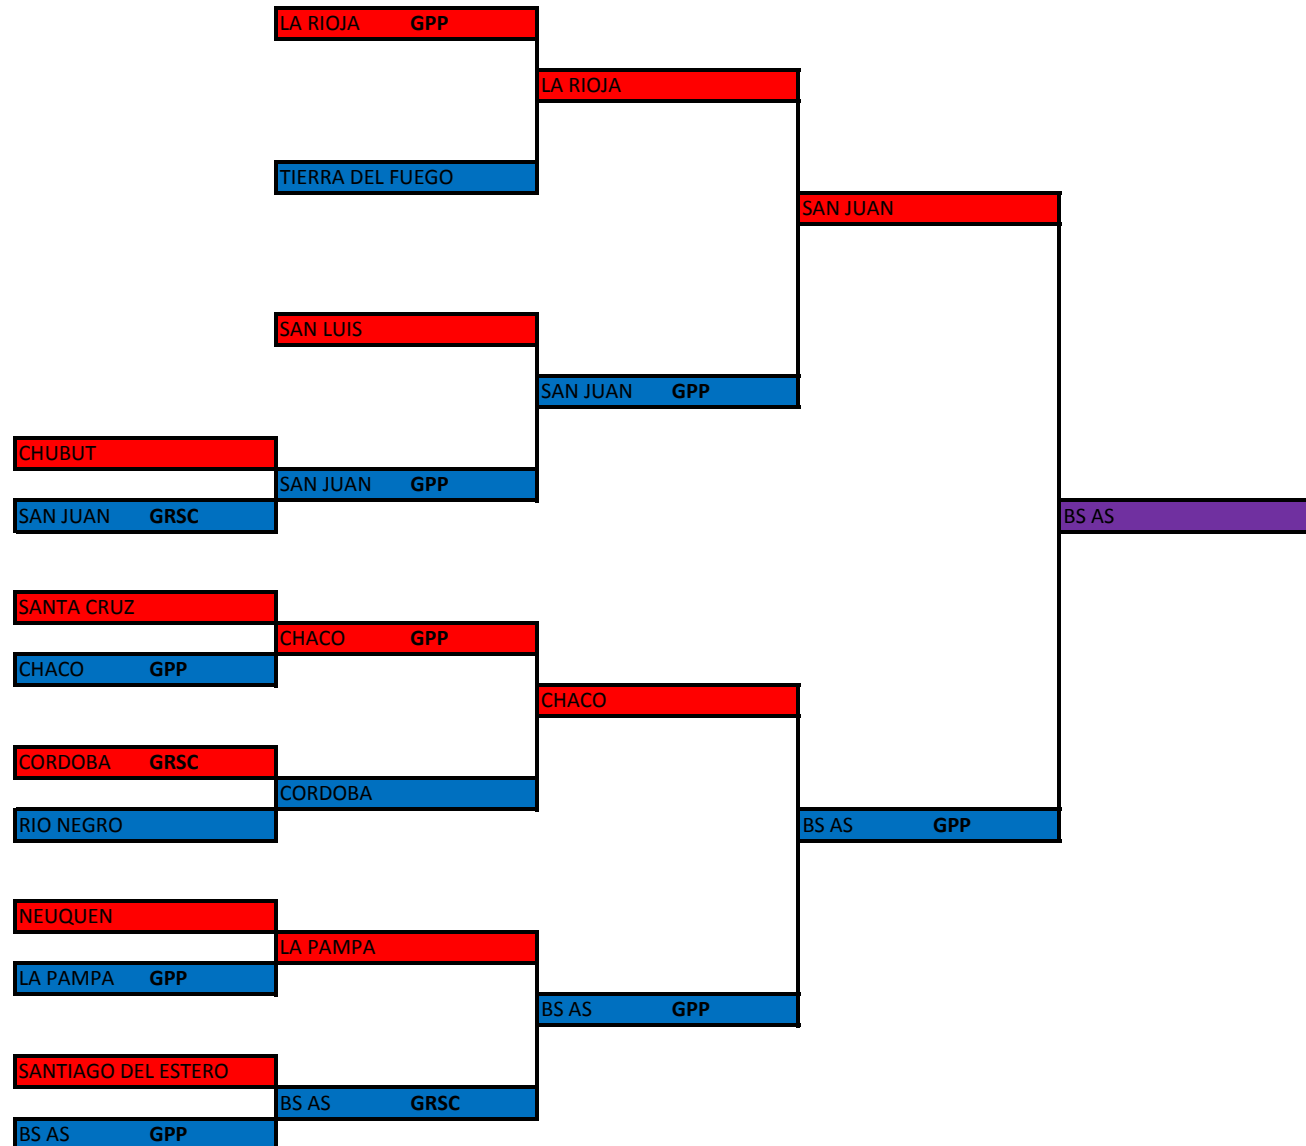 LA RIOJA GPP
LA RIOJA
TIERRA DEL FUEGO
SAN JUAN
SAN LUIS
SAN JUAN GPP
CHUBUT
SAN JUAN GPP
SAN JUAN GRSC
BS AS
SANTA CRUZ
CHACO GPP
CHACO GPP
CHACO
CORDOBA GRSC
CORDOBA
RIO NEGRO
BS AS GPP
NEUQUEN
LA PAMPA
LA PAMPA GPP
BS AS GPP
SANTIAGO DEL ESTERO
BS AS GRSC
BS AS GPP